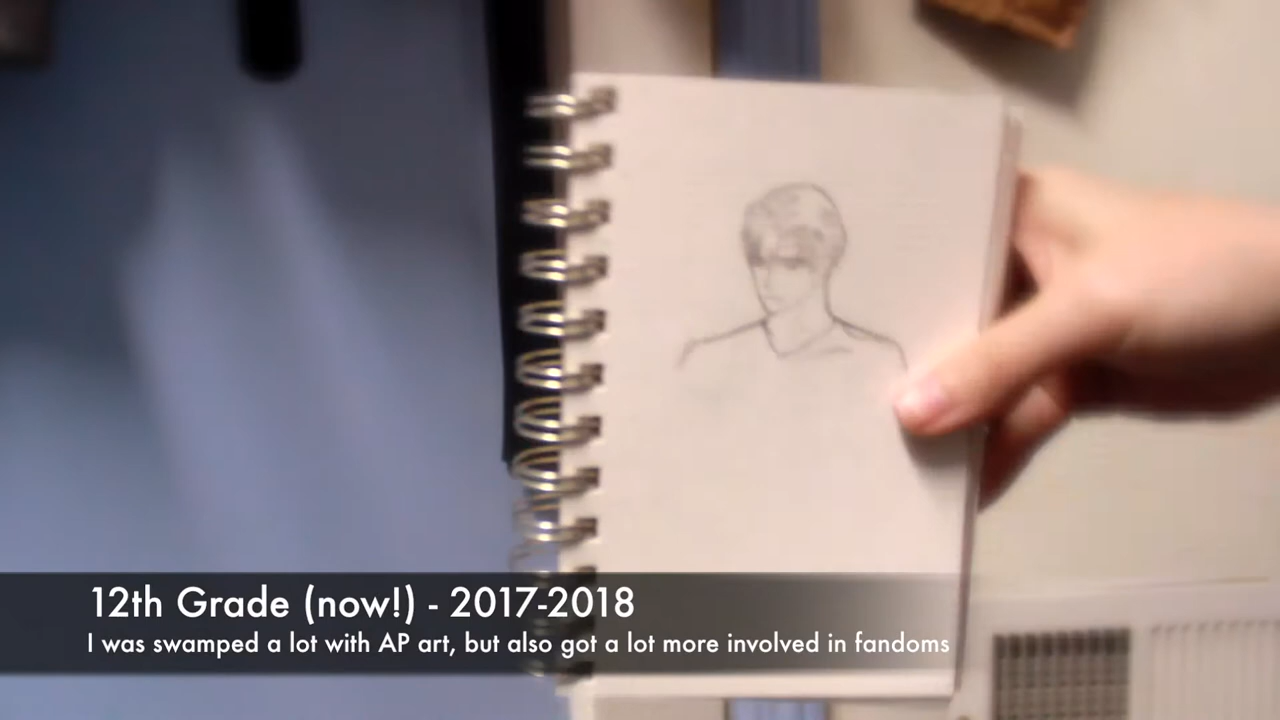 12th Grade (now!) - 2017-2018
I was swamped a lot with AP art, but also got a lot more involved in fandoms